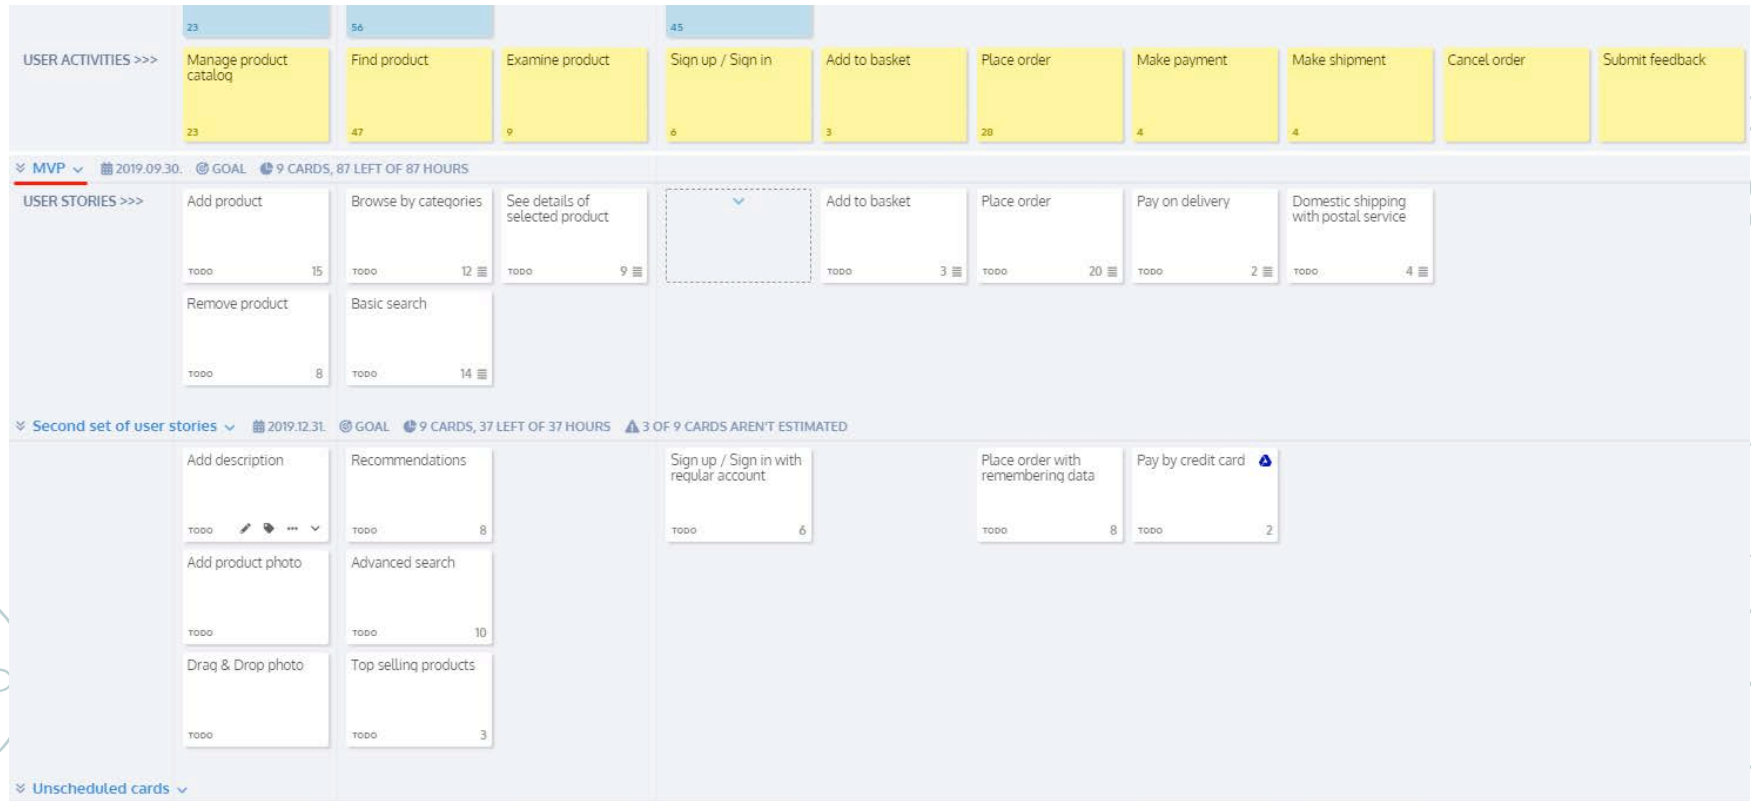 23 56 45
USER ACTIVITIES >>> Manage product Find product Examine product Sign up / Sign in Add to basket Place order Make payment Make shipment Cancel order Submit feedback
catalog
23 47 9 6 3 28 4 4
MVP 2019.09.30. GOAL 9 CARDS, 87 LEFT OF 87 HOURS
USER STORIES >>> Add product Browse by categories See details of Add to basket Place order Pay on delivery Domestic shipping
selected product with postal service
TODO 15 TODO 12 TODO 9 TODO 3 TODO 20 TODO 2 TODO 4
Remove product Basic search
TODO 8 TODO 14
Second set of user stories 2019.12.31. GOAL 9 CARDS, 37 LEFT OF 37 HOURS 3 OF 9 CARDS AREN'T ESTIMATED
Add description Recommendations Sign up / Sign in with Place order with Pay by credit card
regular account remembering data
TODO TODO 8 TODO 6 TODO 8 TODO 2
Add product photo Advanced search
TODO TODO 10
Drag & Drop photo Top selling products
TODO TODO 3
Unscheduled cards